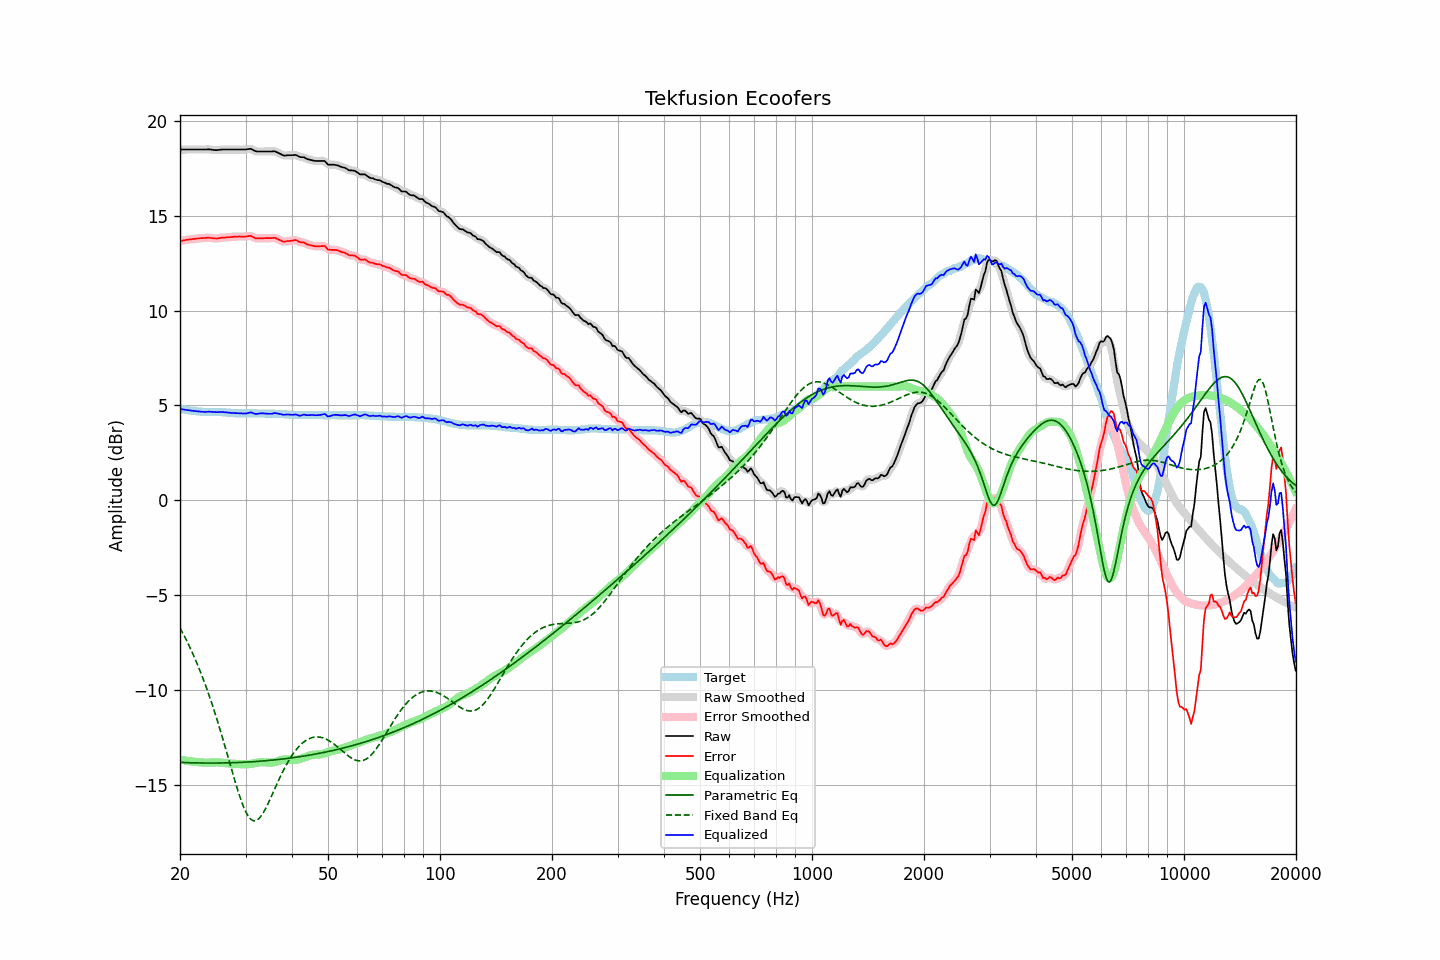 Tekfusion Ecoofers
Amplitude (dBr)
20
15
10
5
0
−5
−10
−15
Target
Raw Smoothed
Error Smoothed
Raw
Error
Equalization
Parametric Eq
Fixed Band Eq
Equalized
20 50 100 200 500 1000 2000 5000 10000 20000
Frequency (Hz)